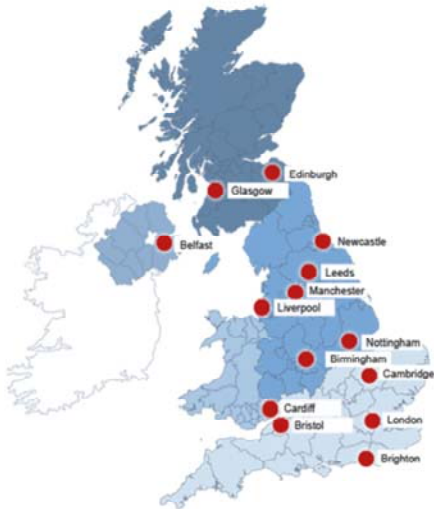 Edinburgh
Glasgow
Belfast
Newcastle
Leeds
Manchester
Liverpool
Nottingham
Birmingham
Cambridge
Cardiff
London
Bristol
Brighton